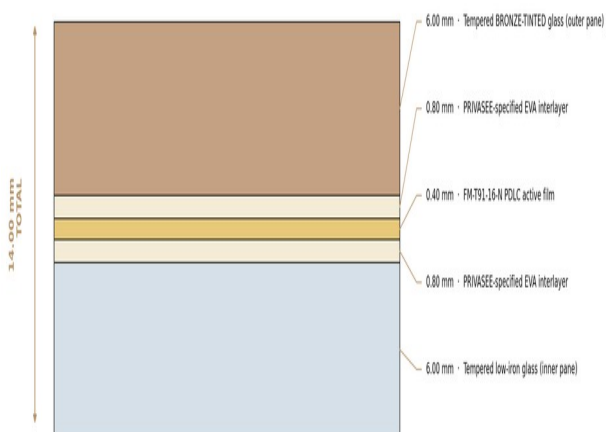 6.00 mm · Tempered BRONZE-TINTED glass (outer pane)
0.80 mm · PRIVASEE-specified EVA interlayer
14.00 mm
TOTAL
0.40 mm · FM-T91-16-N PDLC active film
0.80 mm · PRIVASEE-specified EVA interlayer
6.00 mm · Tempered low-iron glass (inner pane)